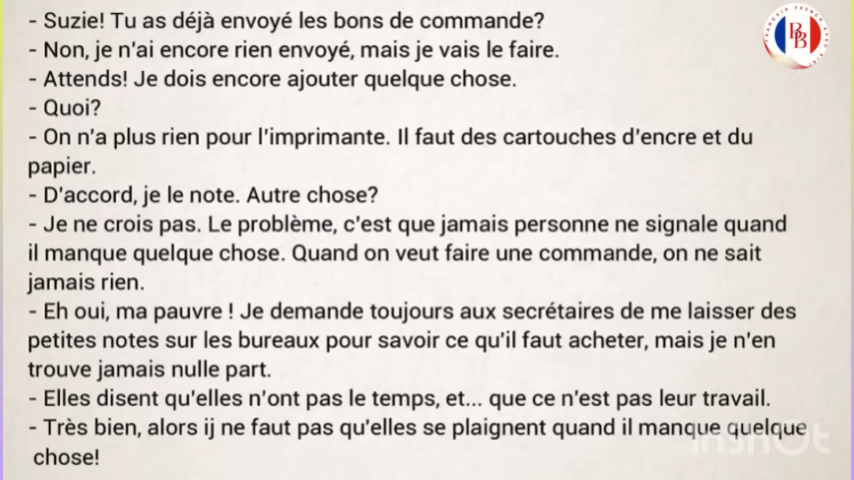 - Suzie! Tu as déjà envoyé les bons de commande?
- Non, je n'ai encore rien envoyé, mais je vais le faire.
- Attends! Je dois encore ajouter quelque chose.
- Quoi?
- On n'a plus rien pour l'imprimante. Il faut des cartouches d'encre et du
papier.
- D'accord, je le note. Autre chose?
- Je ne crois pas. Le problème, c'est que jamais personne ne signale quand
il manque quelque chose. Quand on veut faire une commande, on ne sait
jamais rien.
- Eh oui, ma pauvre ! Je demande toujours aux secrétaires de me laisser des
petites notes sur les bureaux pour savoir ce qu'il faut acheter, mais je n'en
trouve jamais nulle part.
- Elles disent qu'elles n'ont pas le temps, et... que ce n'est pas leur travail.
- Très bien, alors ij ne faut pas qu'elles se plaignent quand il manque quelque
chose!
InShOt